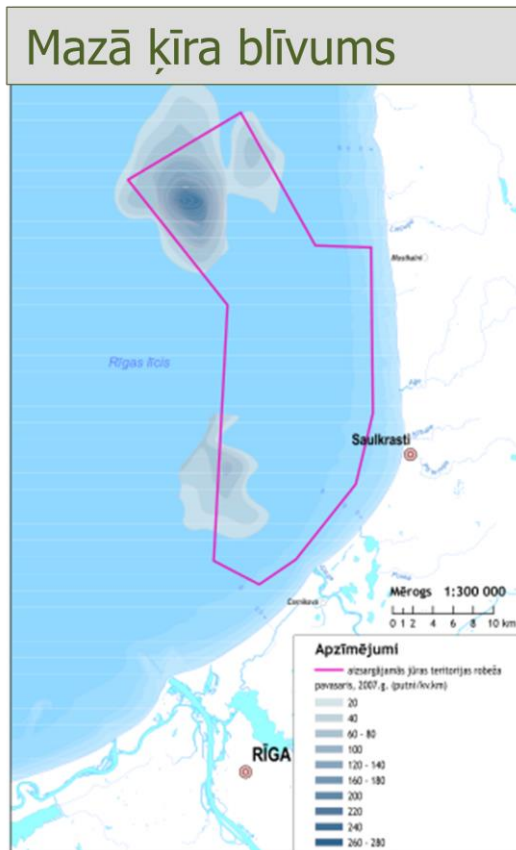 Mazā ķīra blīvums
Rīgas līcis
Saulkrasti
Carnikava
Mērogs 1:300 000
0 1 2 4 6 8 10 km
RĪGA
Apzīmējumi
aizsargājamās jūras teritorijas robeža
pavasaris, 2007.g. (putni/kv.km)
20
40
60 - 80
100
120 - 140
160 - 180
200
220
240
260 - 280